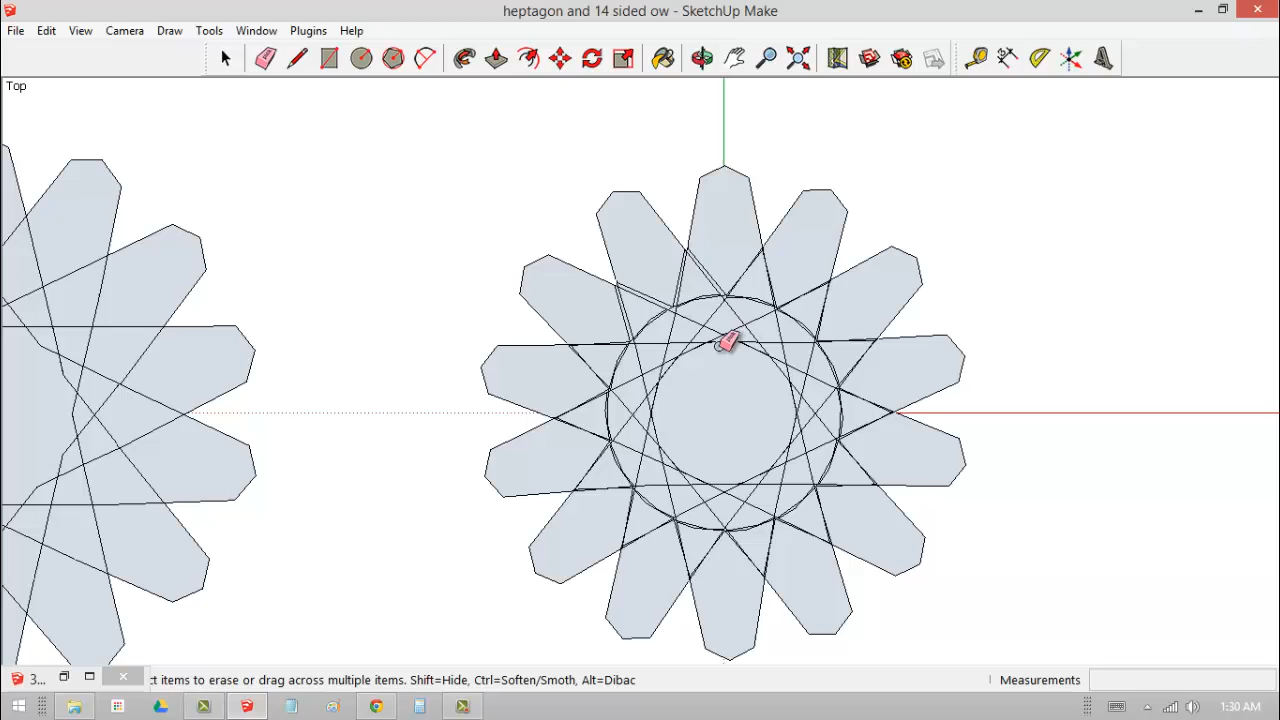 heptagon and 14 sided ow - SketchUp Make
File Edit View Camera Draw Tools Window Plugins Help
Top
3... :t items to erase or drag across multiple items. Shift=Hide, Ctrl=Soften/Smoth, Alt=Dibac Measurements
1:30 AM